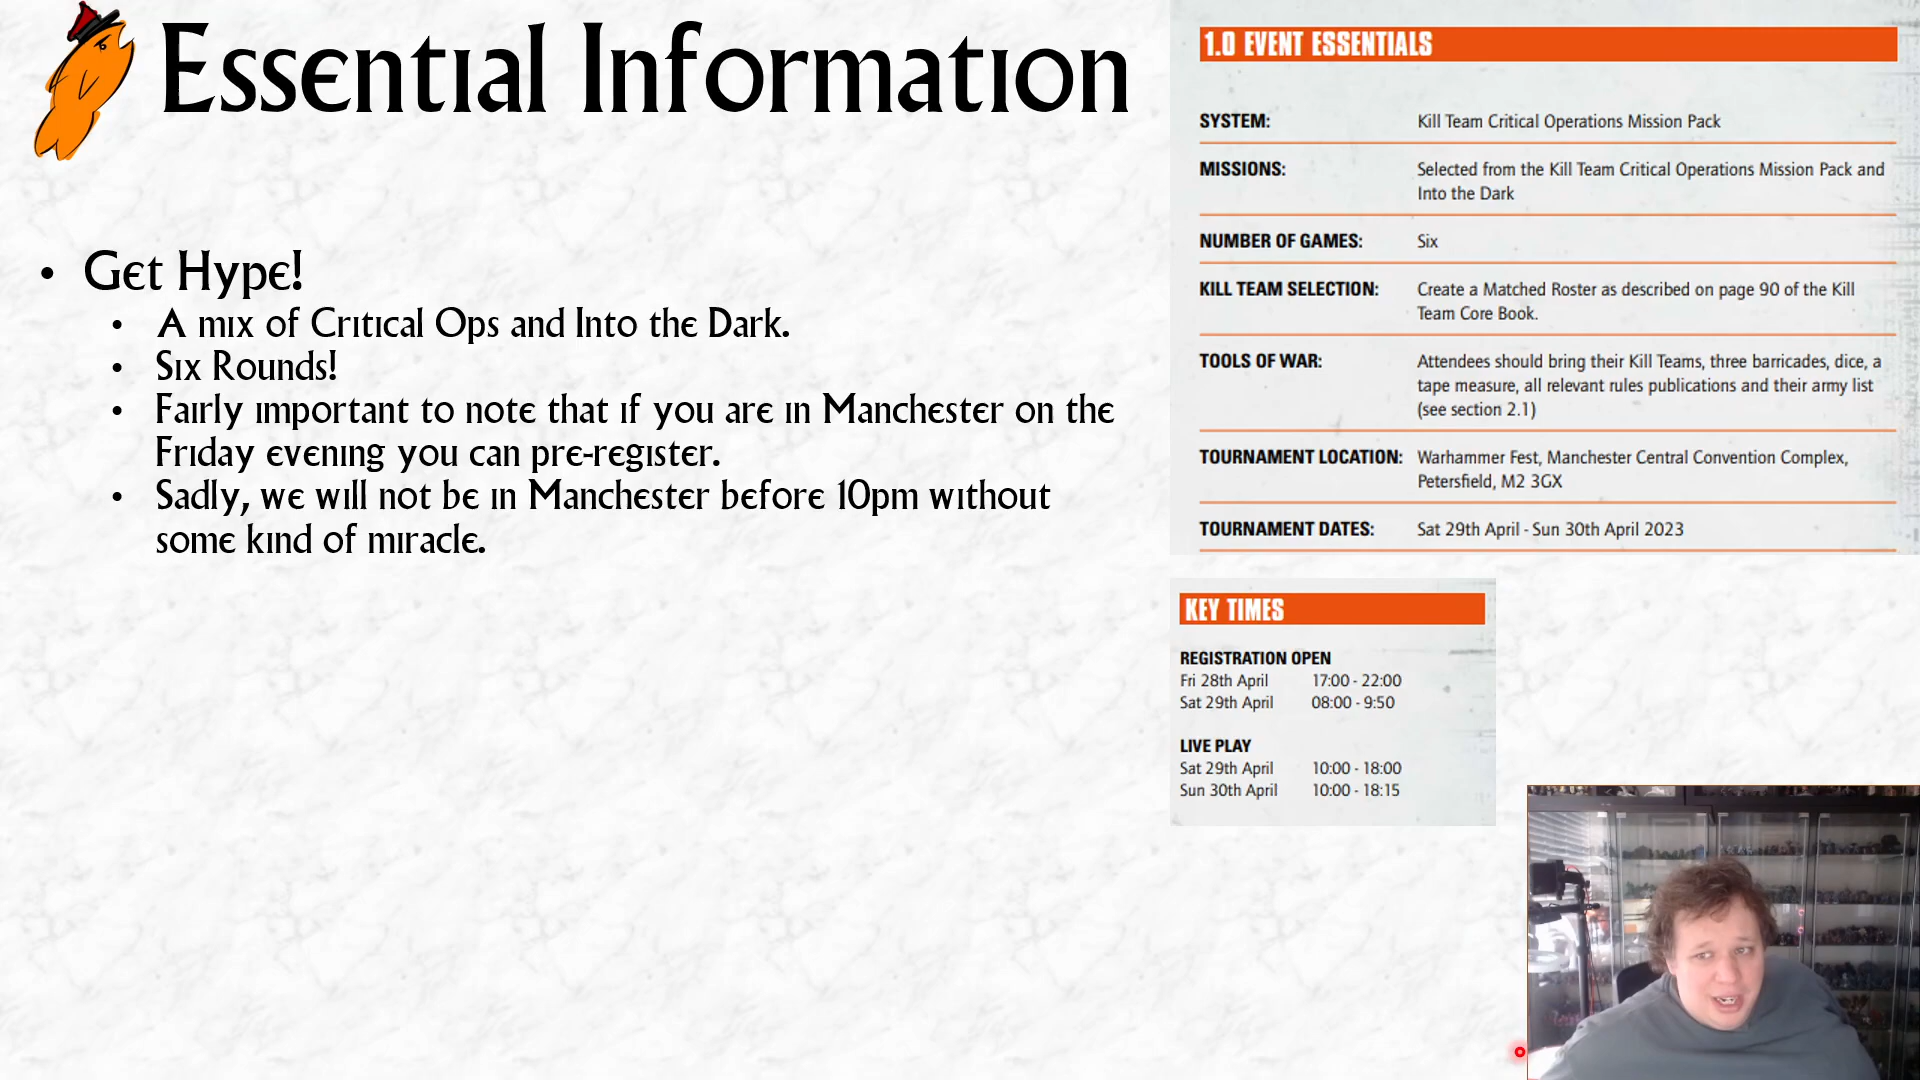 Essential Information
• Get Hype!
• A mix of Critical Ops and Into the Dark.
• Six Rounds!
• Fairly important to note that if you are in Manchester on the
Friday evening you can pre-register.
• Sadly, we will not be in Manchester before 10pm without
some kind of miracle.
1.0 EVENT ESSENTIALS
SYSTEM: Kill Team Critical Operations Mission Pack
MISSIONS: Selected from the Kill Team Critical Operations Mission Pack and
Into the Dark
NUMBER OF GAMES: Six
KILL TEAM SELECTION: Create a Matched Roster as described on page 90 of the Kill
Team Core Book.
TOOLS OF WAR: Attendees should bring their Kill Teams, three barricades, dice, a
tape measure, all relevant rules publications and their army list
(see section 2.1)
TOURNAMENT LOCATION: Warhammer Fest, Manchester Central Convention Complex,
Petersfield, M2 3GX
TOURNAMENT DATES: Sat 29th April - Sun 30th April 2023
KEY TIMES
REGISTRATION OPEN
Fri 28th April 17:00 - 22:00
Sat 29th April 08:00 - 9:50
LIVE PLAY
Sat 29th April 10:00 - 18:00
Sun 30th April 10:00 - 18:15